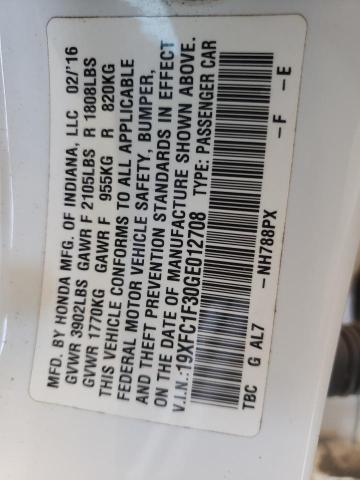 MFD. BY HONDA MFG. OF INDIANA, LLC 02/'16
GVWR 3902LBS GAWR F 2105LBS R 1808LBS
GVWR 1770KG GAWR F 955KG R 820KG
THIS VEHICLE CONFORMS TO ALL APPLICABLE
FEDERAL MOTOR VEHICLE SAFETY, BUMPER,
AND THEFT PREVENTION STANDARDS IN EFFECT
ON THE DATE OF MANUFACTURE SHOWN ABOVE.
V.I.N.:19XFC1F30GE012708 TYPE: PASSENGER CAR
TBC G AL7 -NH788PX -F -E